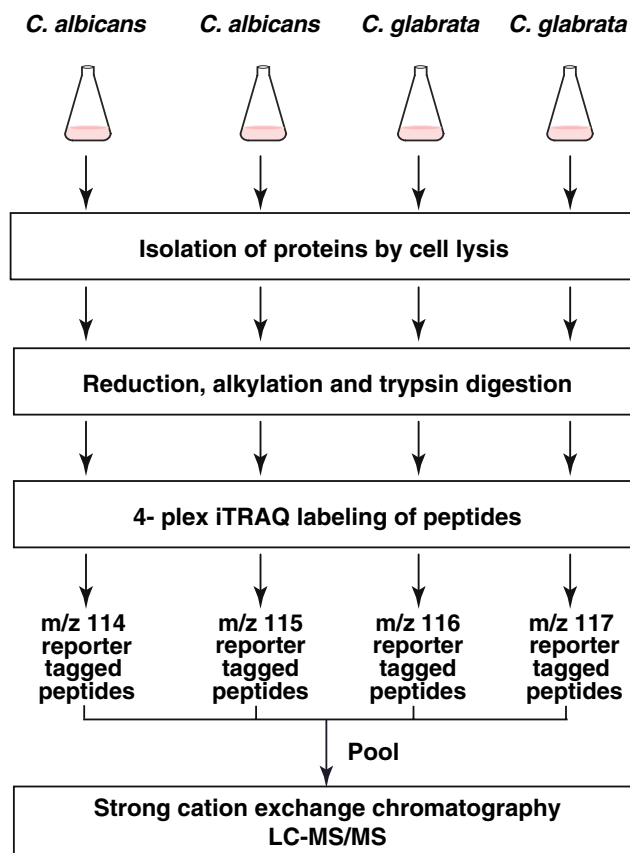 C. albicans C. albicans C. glabrata C. glabrata
Isolation of proteins by cell lysis
Reduction, alkylation and trypsin digestion
4- plex iTRAQ labeling of peptides
m/z 114
reporter
tagged
peptides
m/z 115
reporter
tagged
peptides
m/z 116
reporter
tagged
peptides
m/z 117
reporter
tagged
peptides
Pool
Strong cation exchange chromatography
LC-MS/MS